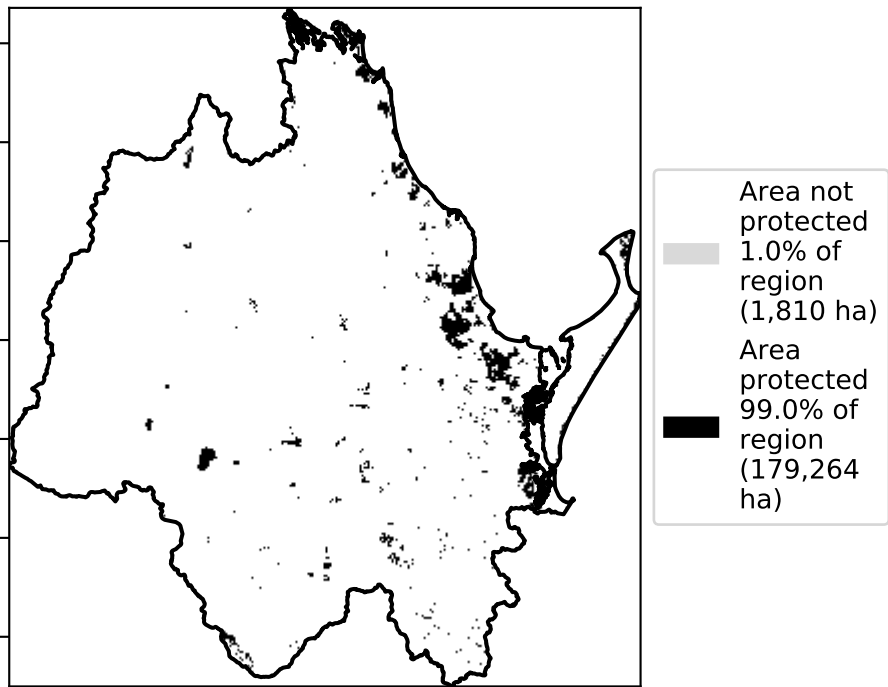 Area not
protected
1.0% of
region
(1,810 ha)
Area
protected
99.0% of
region
(179,264
ha)